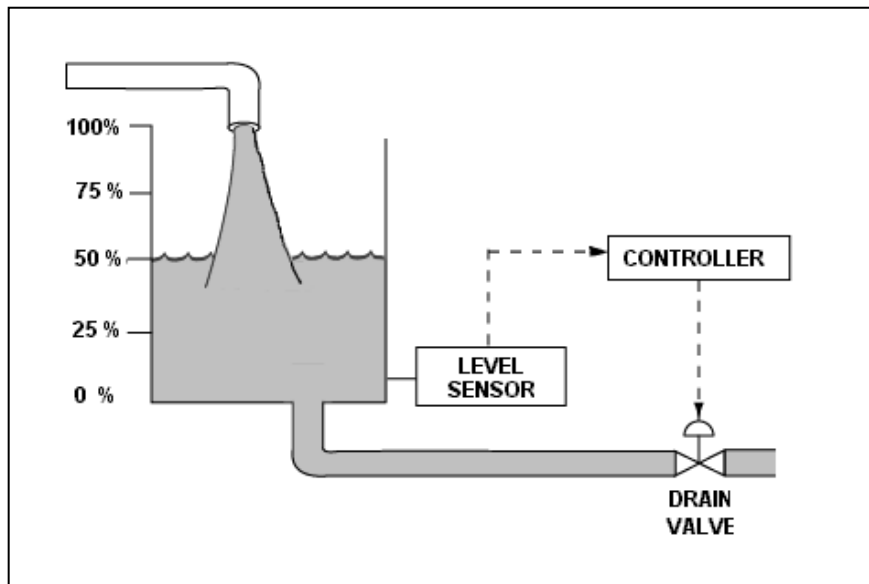 100%
75 %
50 %
25 %
0 %
CONTROLLER
LEVEL
SENSOR
DRAIN
VALVE